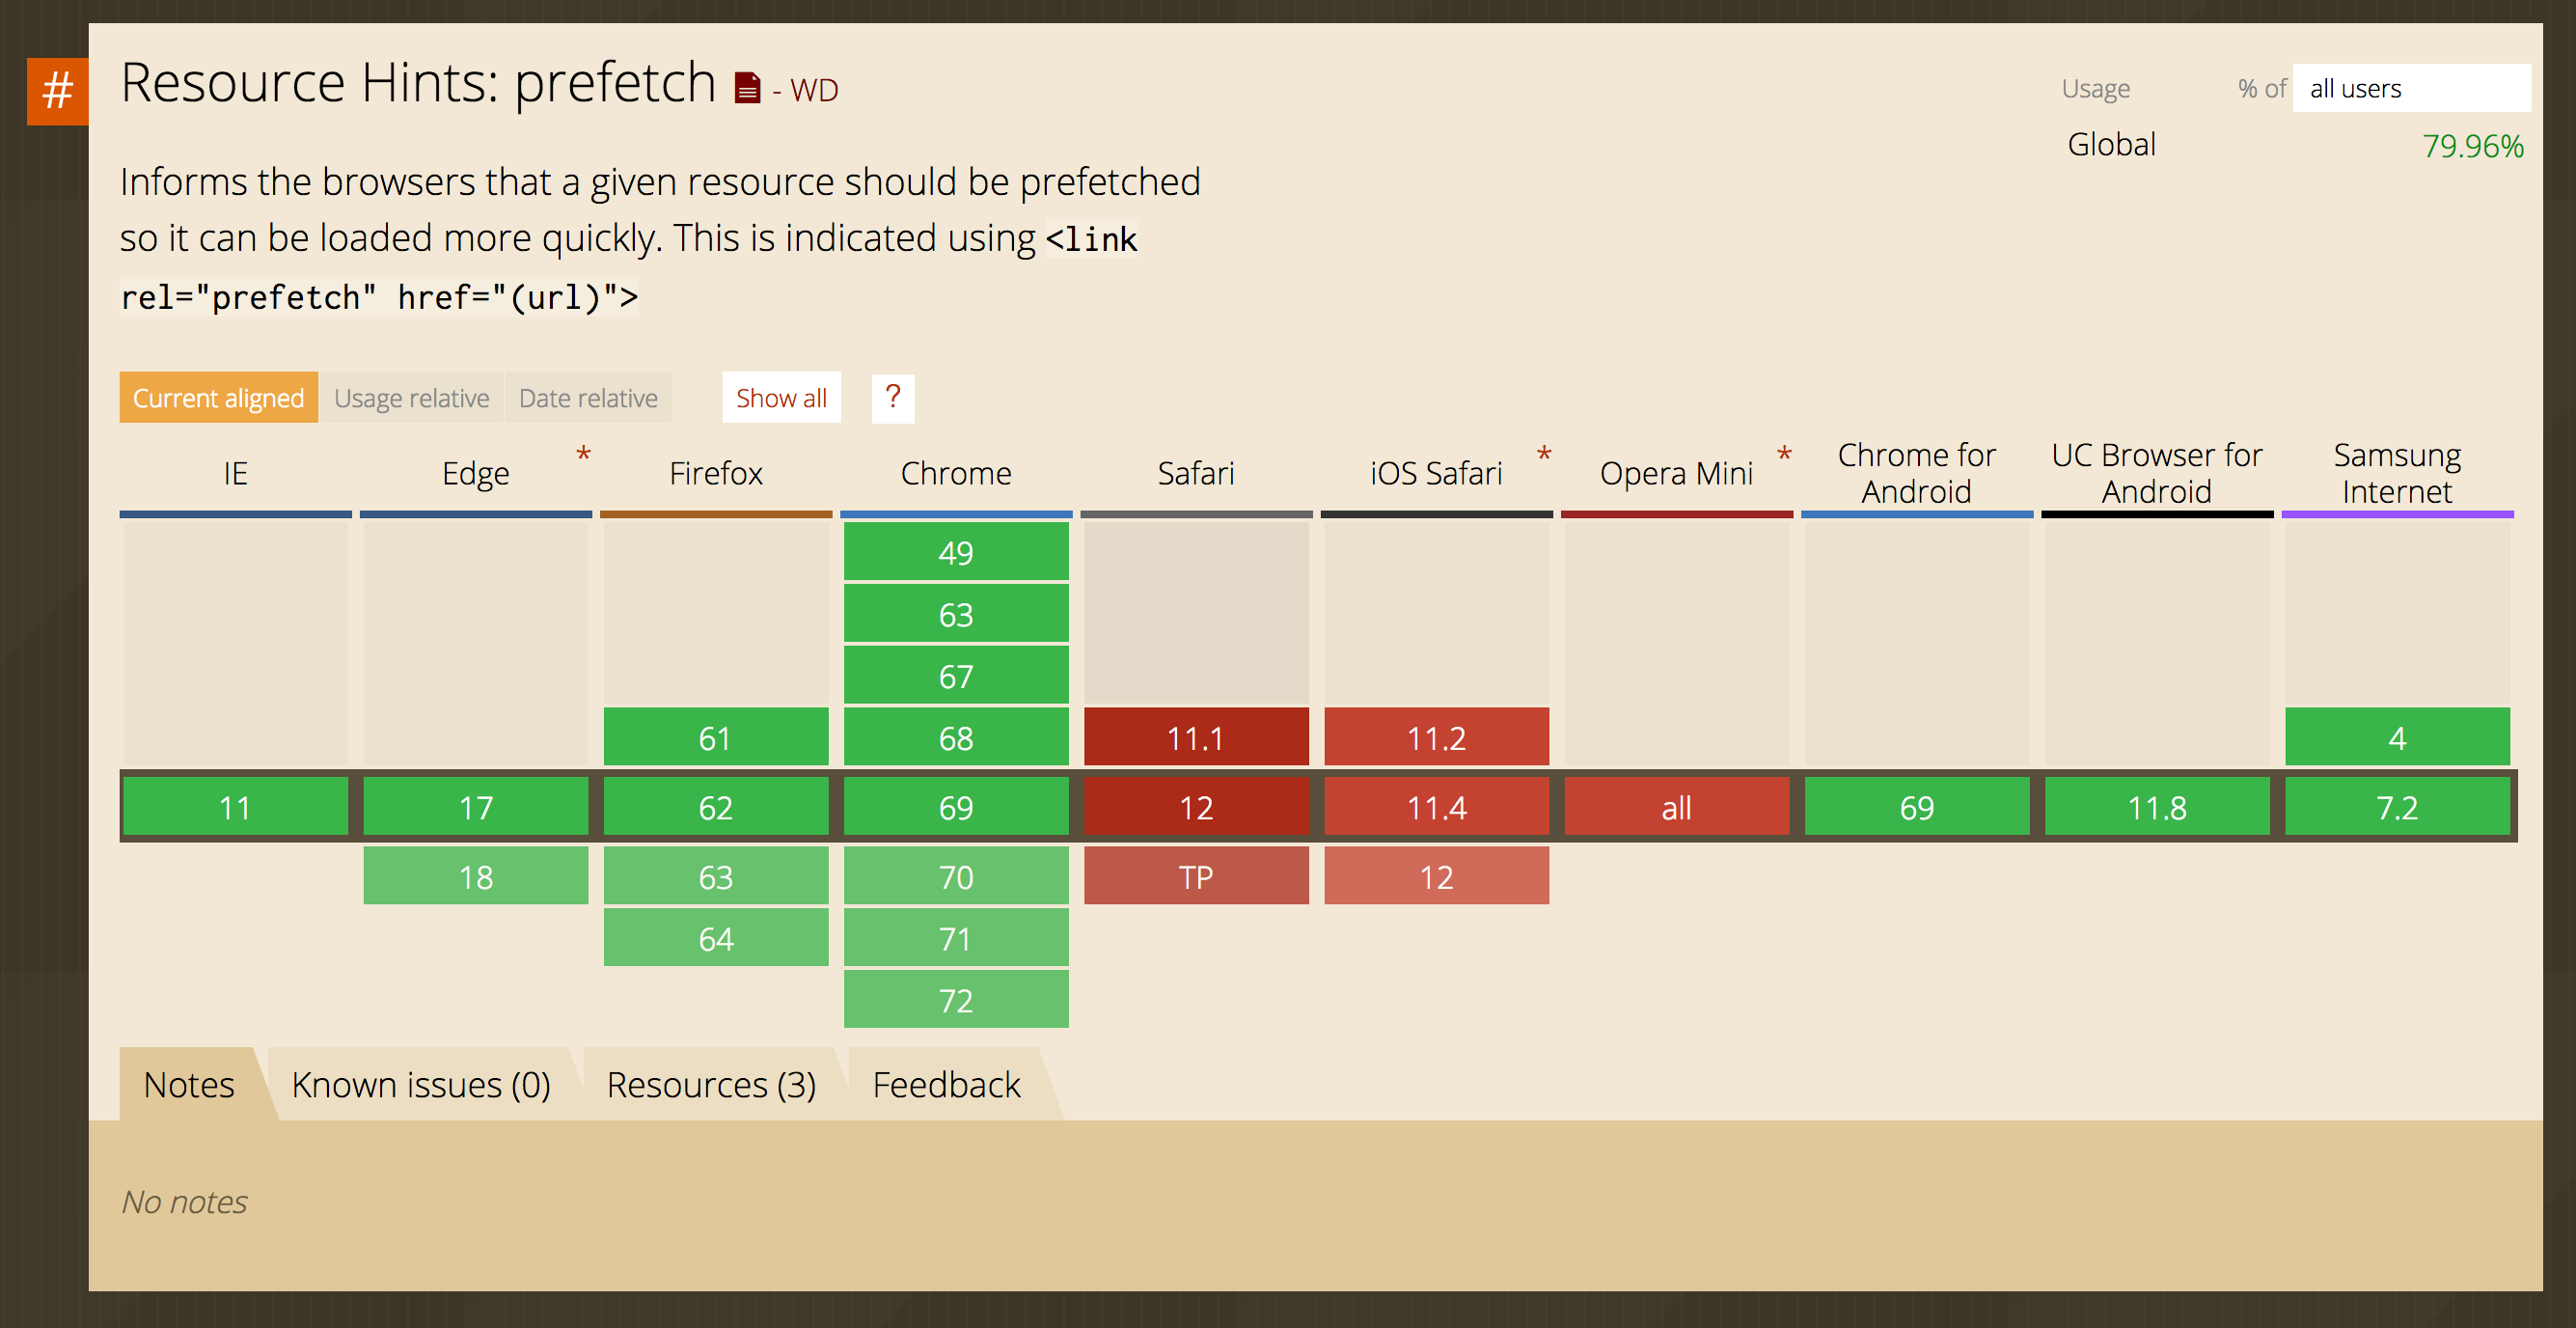 #
Resource Hints: prefetch - WD
Usage % of all users
Global 79.96%
Informs the browsers that a given resource should be prefetched
so it can be loaded more quickly. This is indicated using <link
rel="prefetch" href="(url)">
Current aligned Usage relative Date relative Show all ?
IE Edge * Firefox Chrome Safari iOS Safari * Opera Mini * Chrome for Android UC Browser for Android Samsung Internet
49
63
67
61 68 11.1 11.2 4
11 17 62 69 12 11.4 all 69 11.8 7.2
18 63 70 TP 12
64 71
72
Notes Known issues (0) Resources (3) Feedback
No notes